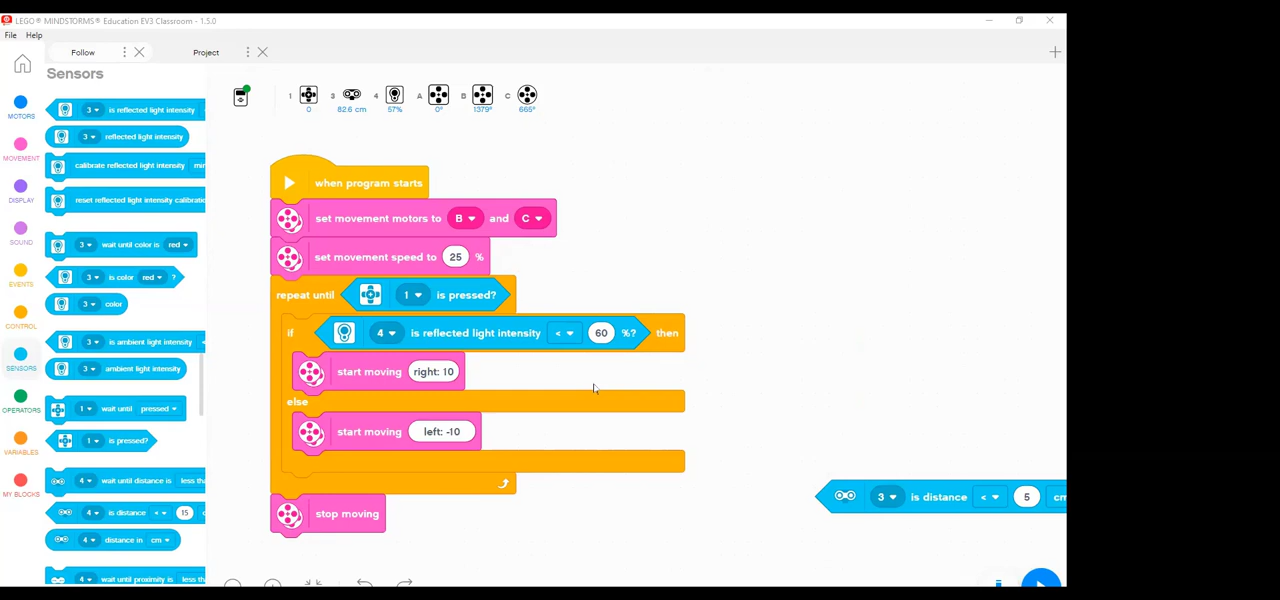 LEGO® MINDSTORMS® Education EV3 Classroom - 1.5.0
File Help
Follow Project
Sensors
1 3 4 A B C
0 82.6 cm 57% 0° 1379° 665°
MOTORS
MOVEMENT
DISPLAY
SOUND
EVENTS
CONTROL
SENSORS
OPERATORS
VARIABLES
MY BLOCKS
3 is reflected light intensity
3 reflected light intensity
calibrate reflected light intensity
reset reflected light intensity
3 wait until color is red
3 is color red ?
3 color
3 is ambient light intensity <
3 ambient light intensity
1 wait until pressed
1 is pressed?
4 wait until distance is
4 is distance < 15
4 distance in cm
4 wait until proximity is
when program starts
set movement motors to B and C
set movement speed to 25 %
repeat until 1 is pressed?
if 4 is reflected light intensity < 60 %? then
start moving right: 10
else
start moving left: -10
stop moving
3 is distance < 5